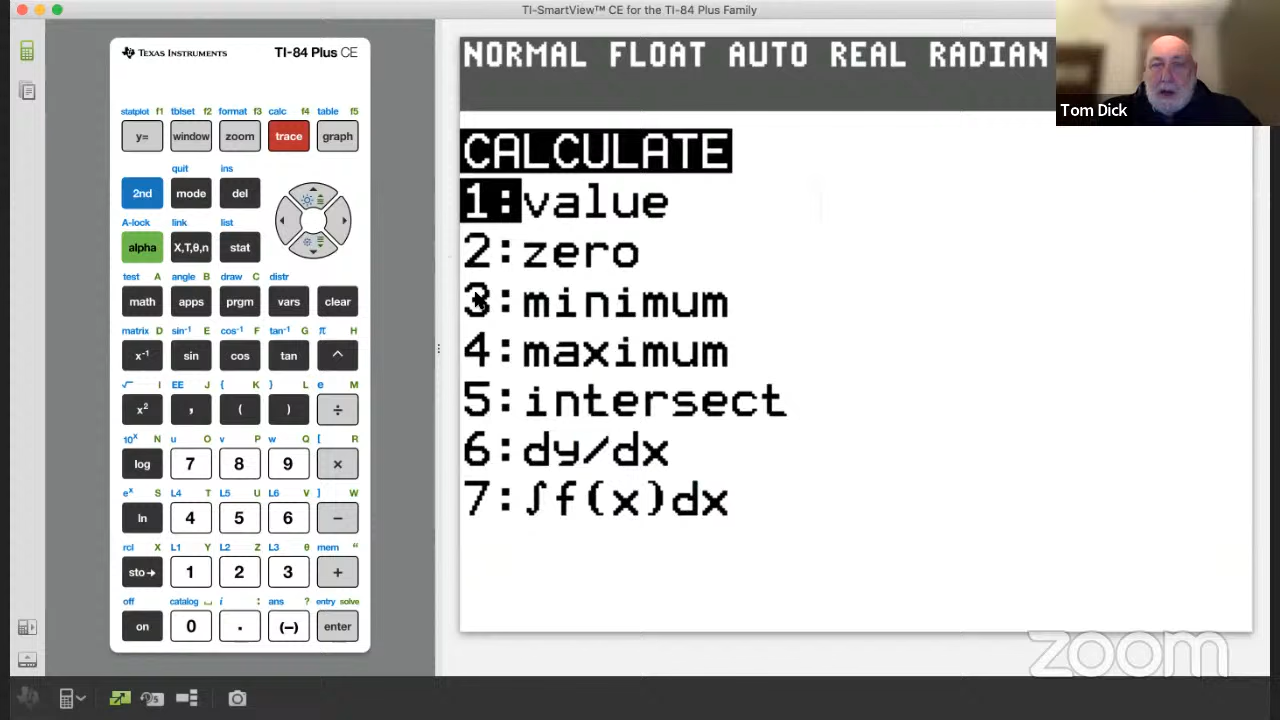 TI-SmartView™ CE for the TI-84 Plus Family
TEXAS INSTRUMENTS
TI-84 Plus CE
statplot f1 tblset f2 format f3 calc f4 table f5
y= window zoom trace graph
quit ins
2nd mode del
A-lock link list
alpha X,T,θ,n stat
test A angle B draw C distr
math apps prgm vars clear
matrix D sin⁻¹ E cos⁻¹ F tan⁻¹ G π H
x⁻¹ sin cos tan ^
√‾ I EE J { K } L e M
x² , ( ) ÷
10ˣ N u O v P w Q [ R
log 7 8 9 ×
eˣ S L4 T L5 U L6 V ] W
ln 4 5 6 −
rcl X L1 Y L2 Z L3 θ mem “
sto→ 1 2 3 +
off catalog ⎵ i : ans ? entry solve
on 0 . (−) enter
NORMAL FLOAT AUTO REAL RADIAN
CALCULATE
1:value
2:zero
3:minimum
4:maximum
5:intersect
6:dy/dx
7:∫f(x)dx
Tom Dick
zoom